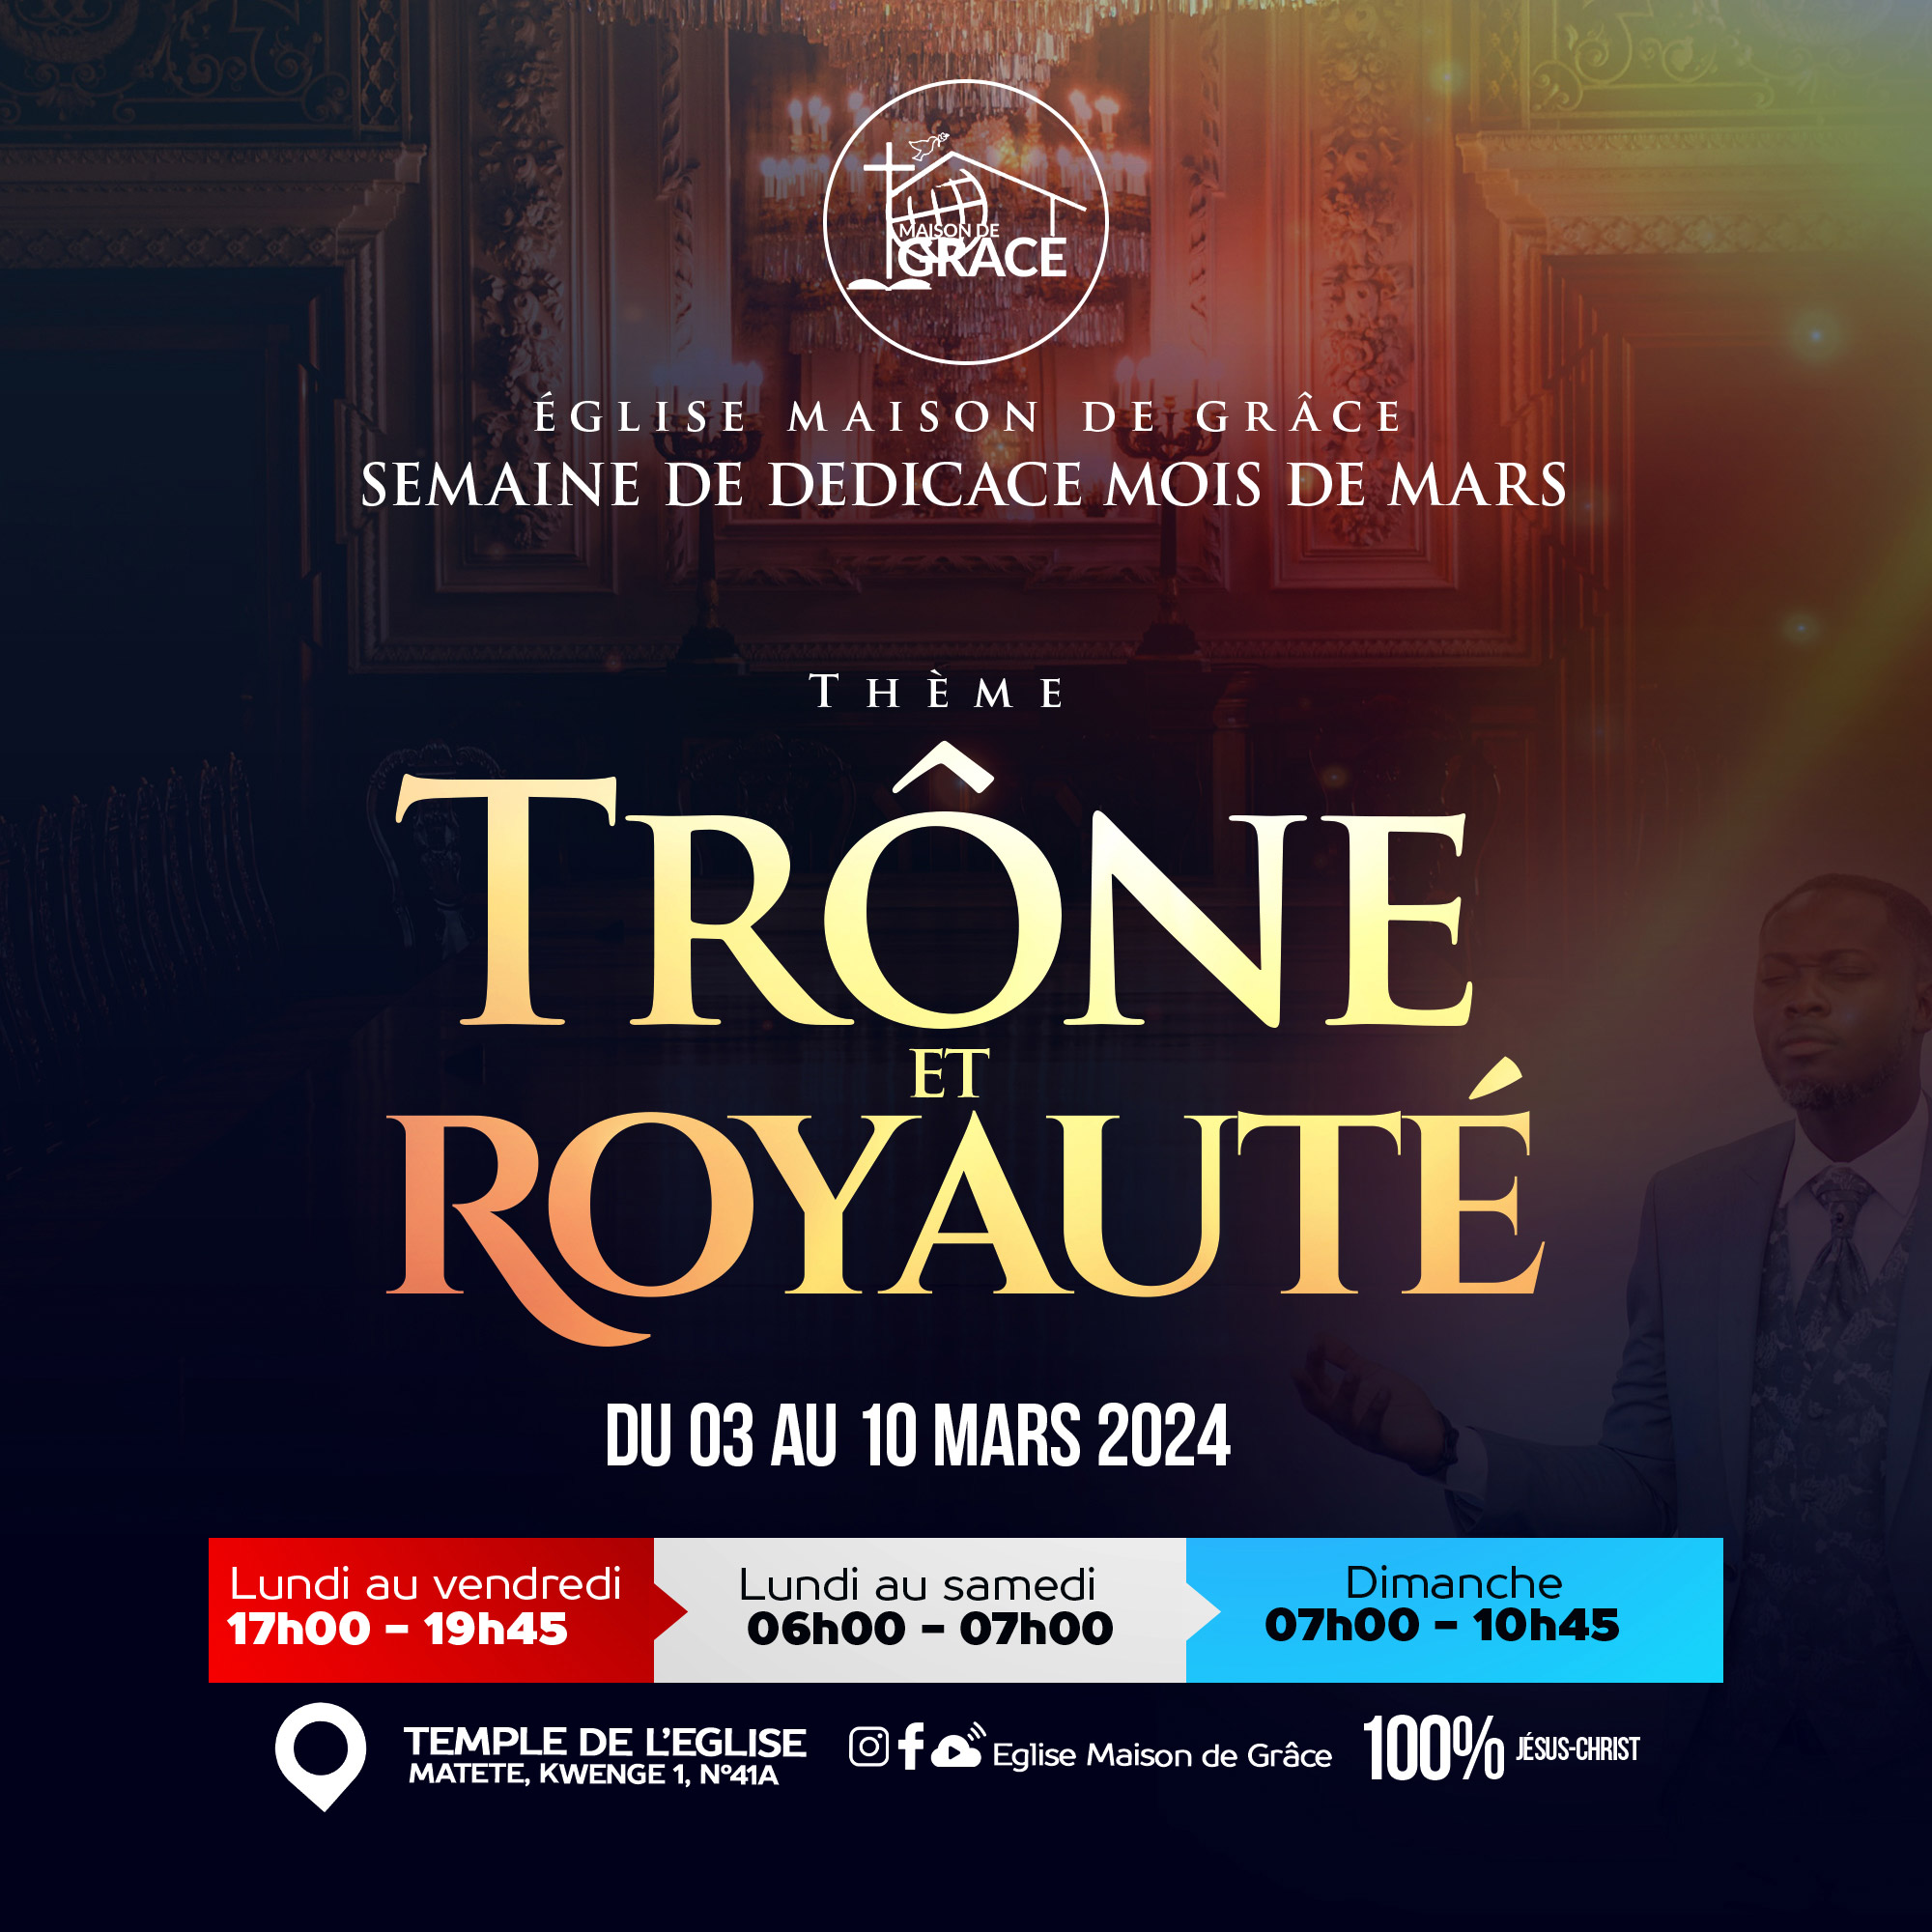 MAISON DE
GRACE
ÉGLISE MAISON DE GRÂCE
SEMAINE DE DEDICACE MOIS DE MARS
THÈME
TRÔNE
ET
ROYAUTÉ
DU 03 AU 10 MARS 2024
Lundi au vendredi
17h00 – 19h45
Lundi au samedi
06h00 – 07h00
Dimanche
07h00 – 10h45
TEMPLE DE L'EGLISE
MATETE, KWENGE 1, N°41A
Eglise Maison de Grâce
100% JÉSUS-CHRIST